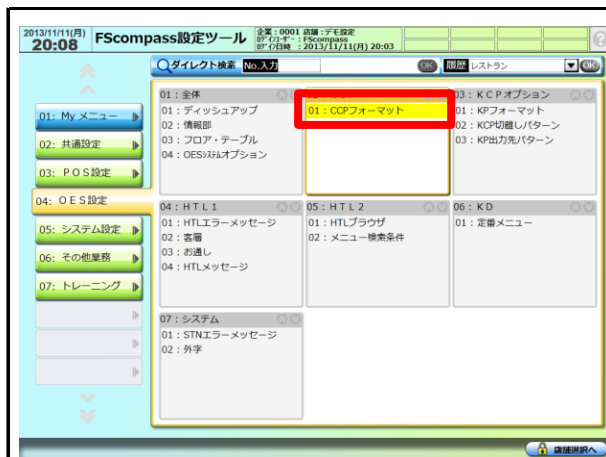 2013/11/11(月)
20:08
FScompass設定ツール
企業:0001 店舗:デモ設定
ログインユーザー:FScompass
ログイン日時:2013/11/11(月) 20:03
ダイレクト検索 No.入力 OK 履歴 レストラン OK
01: My メニュー
02: 共通設定
03: POS設定
04: OES設定
05: システム設定
06: その他業務
07: トレーニング
01:全体
01:ディッシュアップ
02:情報部
03:フロア・テーブル
04:OESシステムオプション
01:CCPフォーマット
03:KCPオプション
01:KPフォーマット
02:KCP切離しパターン
03:KP出力先パターン
04:HTL1
01:HTLエラーメッセージ
02:客層
03:お通し
04:HTLメッセージ
05:HTL2
01:HTLブラウザ
02:メニュー検索条件
06:KD
01:定番メニュー
07:システム
01:STNエラーメッセージ
02:外字
店舗選択へ